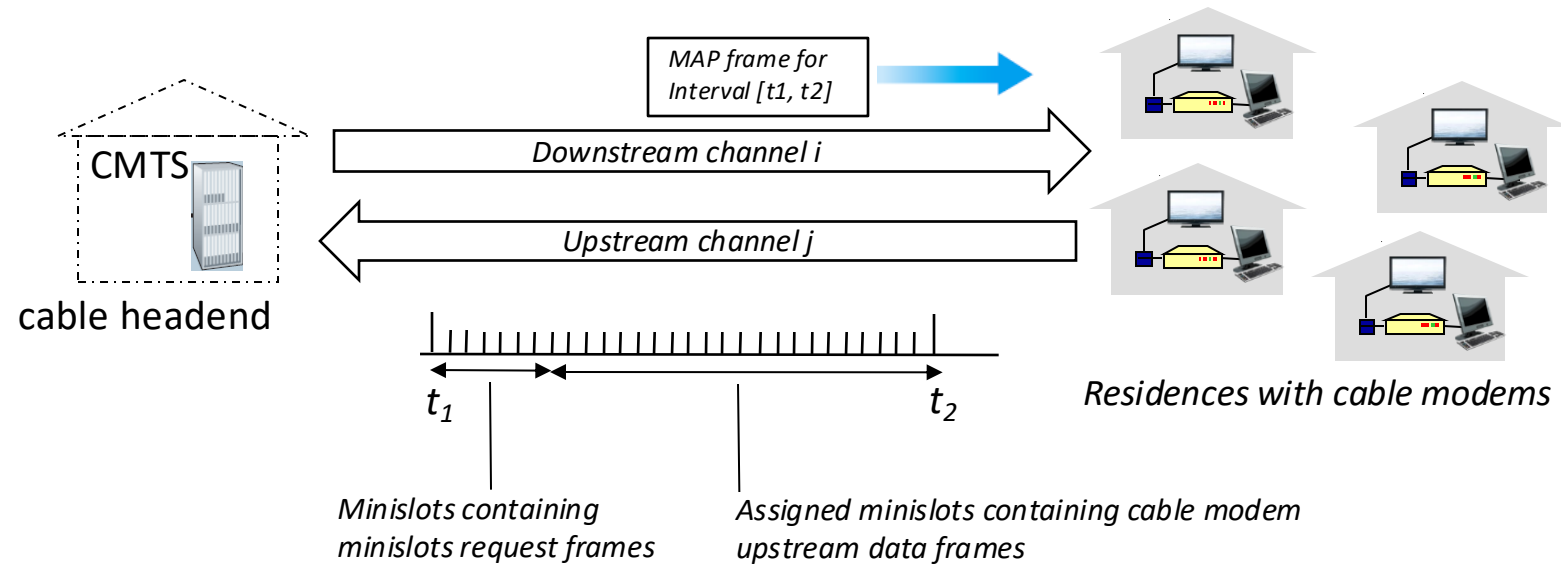 MAP frame for
Interval [t1, t2]
CMTS
Downstream channel i
Upstream channel j
cable headend
t1
t2
Residences with cable modems
Minislots containing
minislots request frames
Assigned minislots containing cable modem
upstream data frames